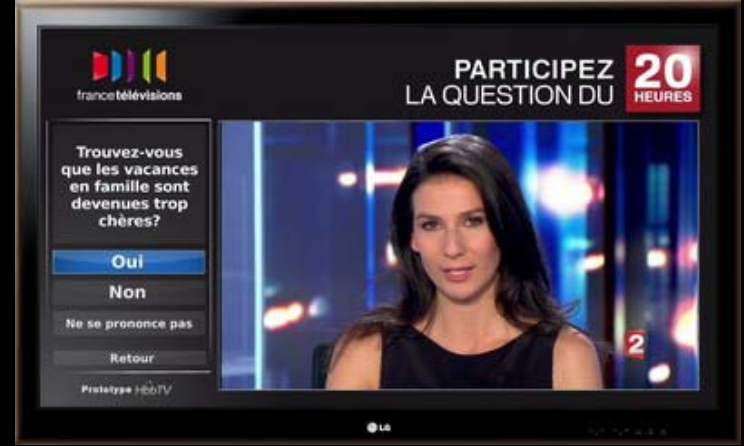 francetélévisions
PARTICIPEZ
LA QUESTION DU
20
HEURES
Trouvez-vous
que les vacances
en famille sont
devenues trop
chères?
Oui
Non
Ne se prononce pas
Retour
Prototype HbbTV
2
LG